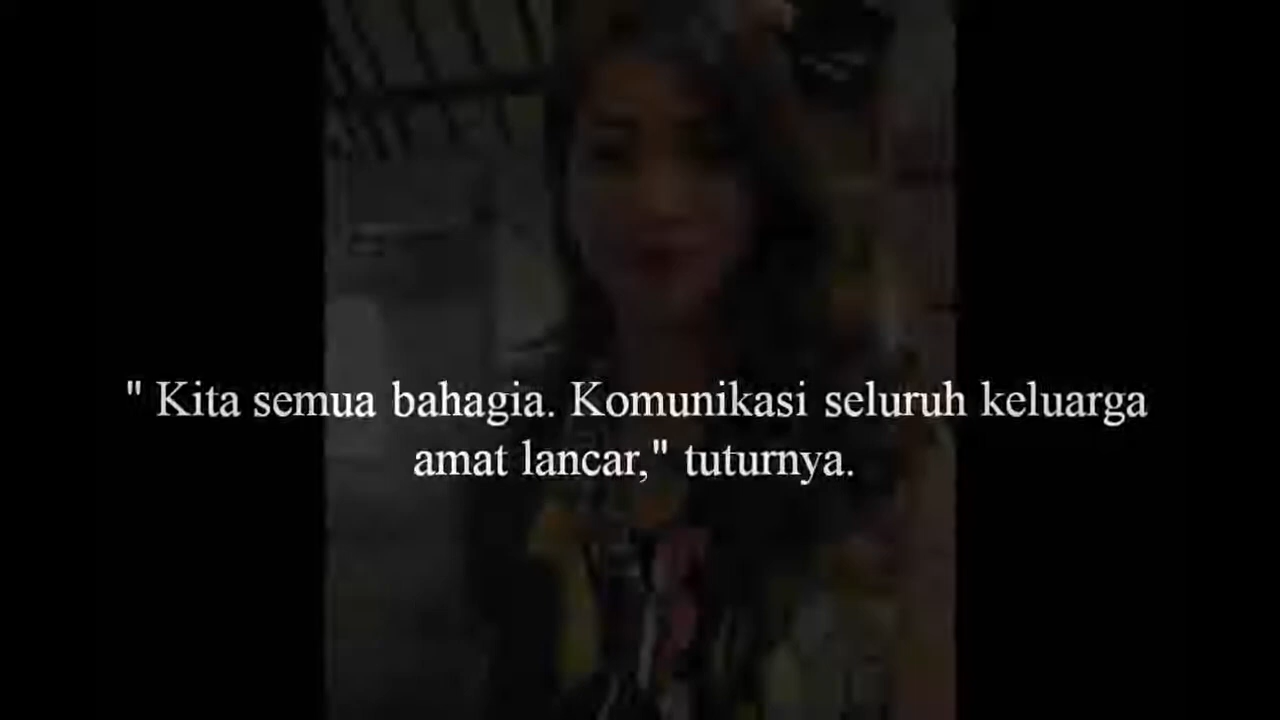 " Kita semua bahagia. Komunikasi seluruh keluarga
amat lancar," tuturnya.